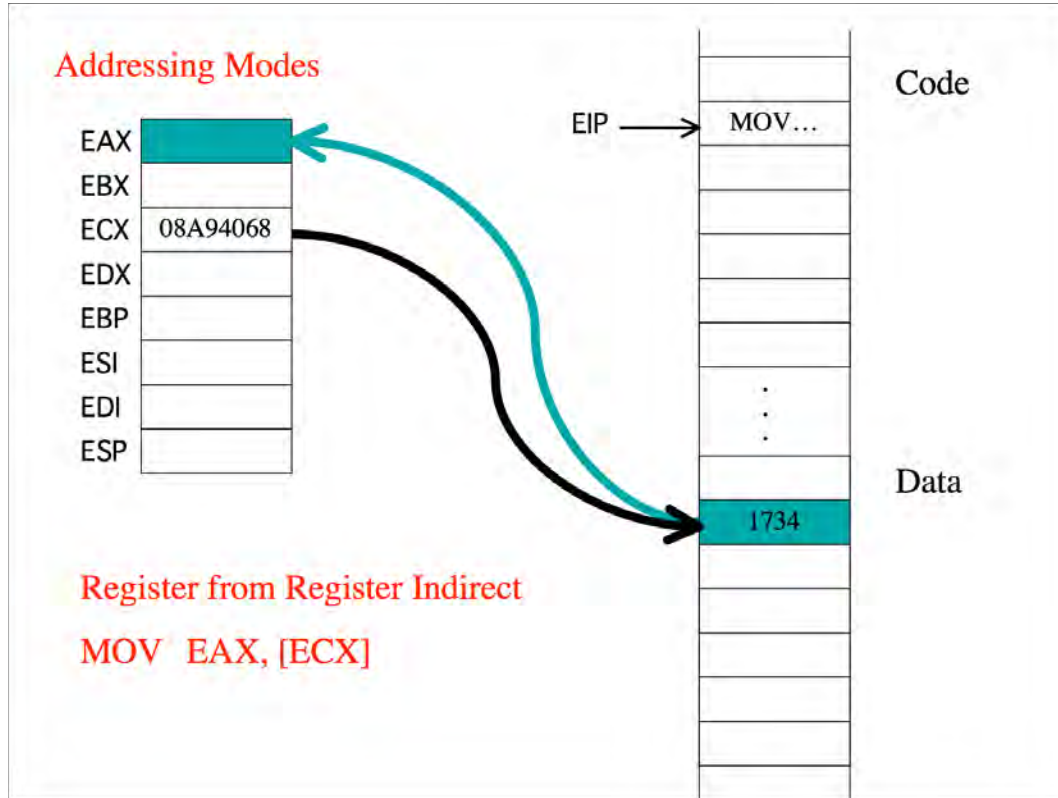 Addressing Modes
EAX
EBX
ECX 08A94068
EDX
EBP
ESI
EDI
ESP
Register from Register Indirect
MOV EAX, [ECX]
EIP MOV...
Code
.
.
.
Data
1734